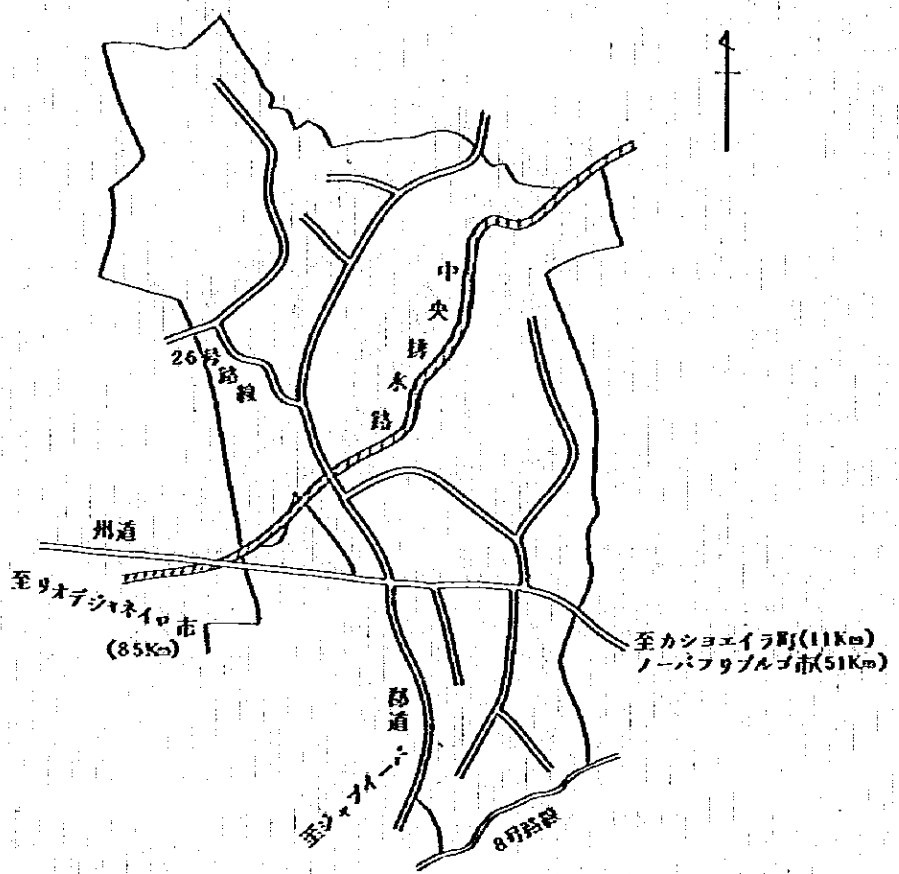 中央排水路
26号路線
州道
至リオデジャネイロ市
(85Km)
至カショエイラ町(11Km)
ノーバフリブルゴ市(51Km)
郡道
至ジャプイーバ
8号路線